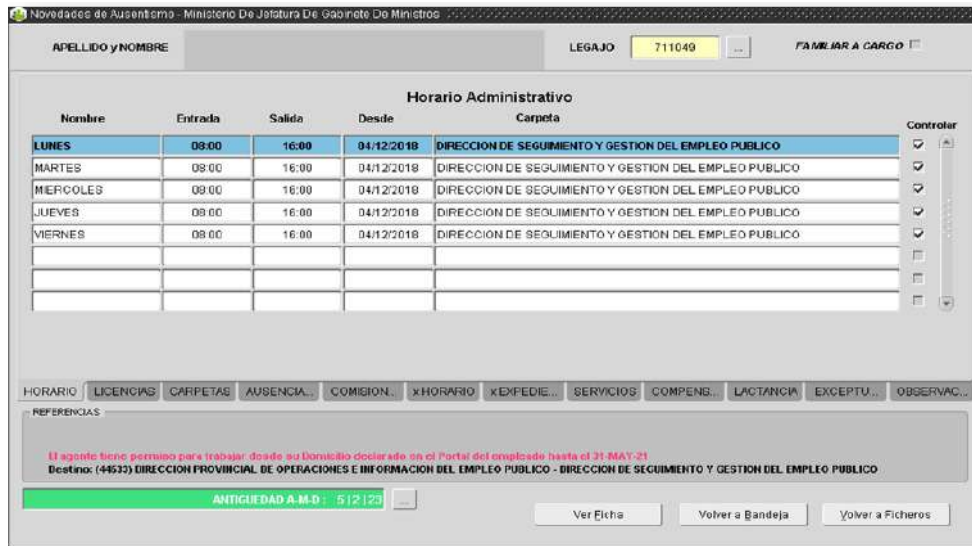 Novedades de Ausentismo - Ministerio De Jefatura De Gabinete De Ministros
APELLIDO y NOMBRE LEGAJO 711049 ... FAMILIAR A CARGO
Horario Administrativo
Nombre Entrada Salida Desde Carpeta Controlar
LUNES 08:00 16:00 04/12/2018 DIRECCION DE SEGUIMIENTO Y GESTION DEL EMPLEO PUBLICO
MARTES 08:00 16:00 04/12/2018 DIRECCION DE SEGUIMIENTO Y GESTION DEL EMPLEO PUBLICO
MIERCOLES 08:00 16:00 04/12/2018 DIRECCION DE SEGUIMIENTO Y GESTION DEL EMPLEO PUBLICO
JUEVES 08:00 16:00 04/12/2018 DIRECCION DE SEGUIMIENTO Y GESTION DEL EMPLEO PUBLICO
VIERNES 08:00 16:00 04/12/2018 DIRECCION DE SEGUIMIENTO Y GESTION DEL EMPLEO PUBLICO
HORARIO LICENCIAS CARPETAS AUSENCIA... COMISION... x HORARIO x EXPEDIE... SERVICIOS COMPENS... LACTANCIA EXCEPTU... OBSERVAC...
REFERENCIAS
El agente tiene permiso para trabajar desde su Domicilio declarado en el Portal del empleado hasta el 31-MAY-21
Destino: (44533) DIRECCION PROVINCIAL DE OPERACIONES E INFORMACION DEL EMPLEO PUBLICO - DIRECCION DE SEGUIMIENTO Y GESTION DEL EMPLEO PUBLICO
ANTIGUEDAD A-M-D : 5|2|23 ...
Ver Ficha Volver a Bandeja Volver a Ficheros